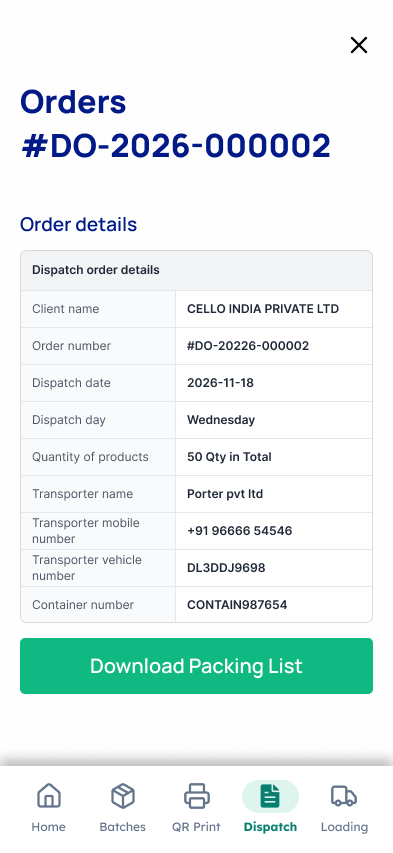 Orders
#DO-2026-000002
Order details
Dispatch order details
Client name CELLO INDIA PRIVATE LTD
Order number #DO-20226-000002
Dispatch date 2026-11-18
Dispatch day Wednesday
Quantity of products 50 Qty in Total
Transporter name Porter pvt ltd
Transporter mobile
number +91 96666 54546
Transporter vehicle
number DL3DDJ9698
Container number CONTAIN987654
Download Packing List
Home Batches QR Print Dispatch Loading